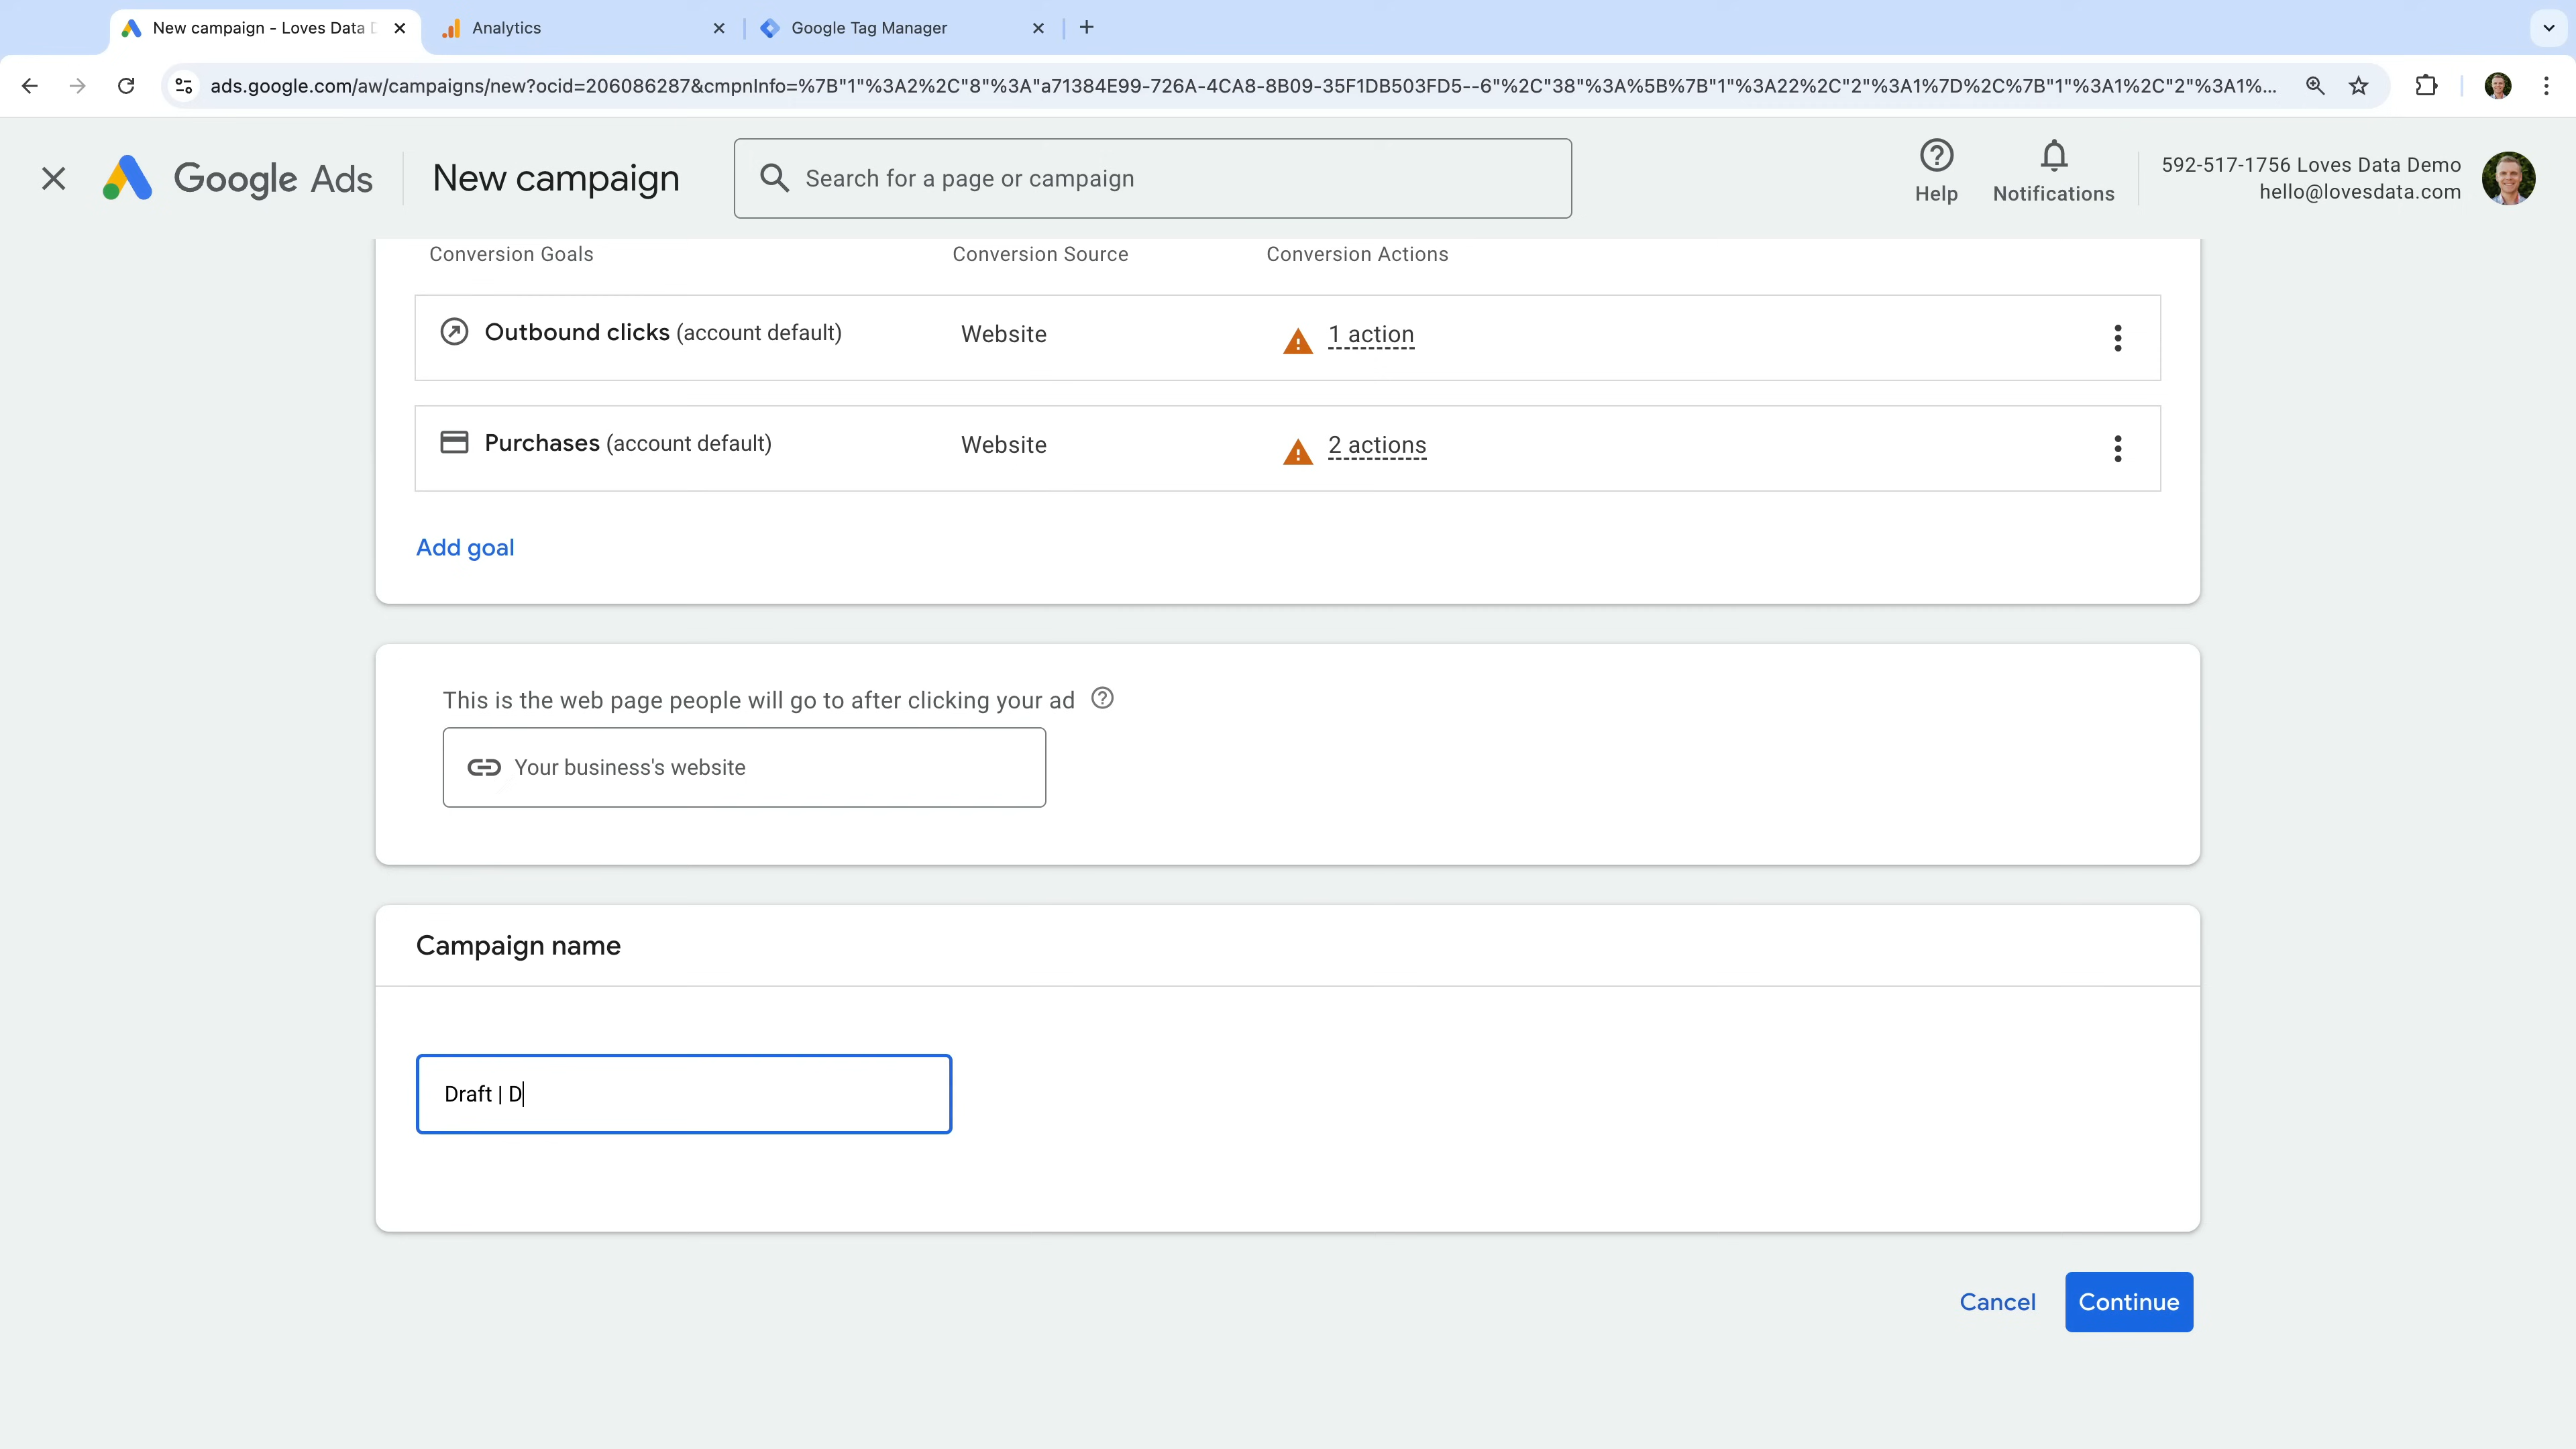 New campaign - Loves Data
Analytics
Google Tag Manager
ads.google.com/aw/campaigns/new?ocid=206086287&cmpnInfo=%7B"1"%3A2%2C"8"%3A"a71384E99-726A-4CA8-8B09-35F1DB503FD5--6"%2C"38"%3A%5B%7B"1"%3A22%2C"2"%3A1%7D%2C%7B"1"%3A1%2C"2"%3A1%...
Google Ads
New campaign
Search for a page or campaign
Help
Notifications
592-517-1756 Loves Data Demo
hello@lovesdata.com
Conversion Goals Conversion Source Conversion Actions
Outbound clicks (account default) Website 1 action
Purchases (account default) Website 2 actions
Add goal
This is the web page people will go to after clicking your ad
Your business's website
Campaign name
Draft | D
Cancel Continue